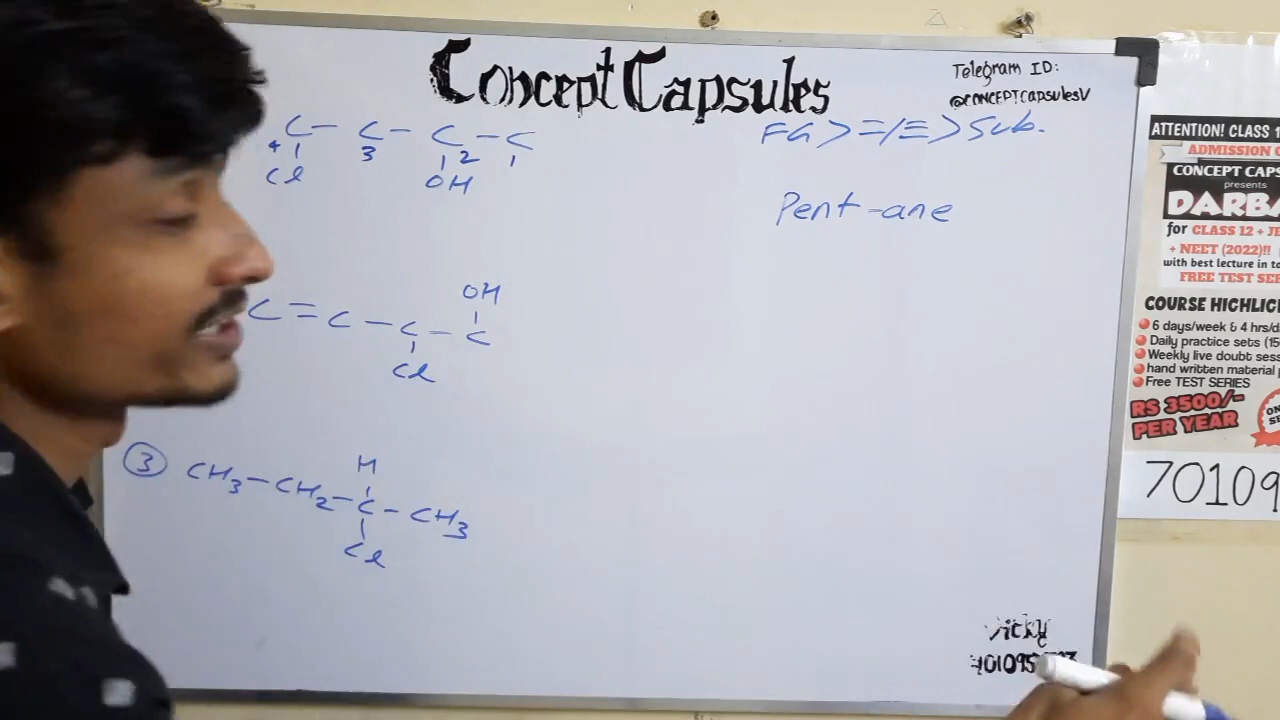 Concept Capsules
Telegram ID:
@CONCEPTCapsulesV
C - C - C - C
4 3 2 1
Cl OH
FG > =/≡ > Sub.
Pent-ane
OH
C = C - C - C
Cl
③ CH3-CH2-C-CH3
H
Cl
Vicky
ATTENTION! CLASS 1
ADMISSION
CONCEPT CAPS
presents
DARBA
for CLASS 12 + JE
+ NEET (2022)!!
with best lecture in
FREE TEST SE
COURSE HIGHLIG
6 days/week & 4 hrs/d
Daily practice sets (15
Weekly live doubt sess
hand written material
Free TEST SERIES
RS 3500/-
PER YEAR
70109